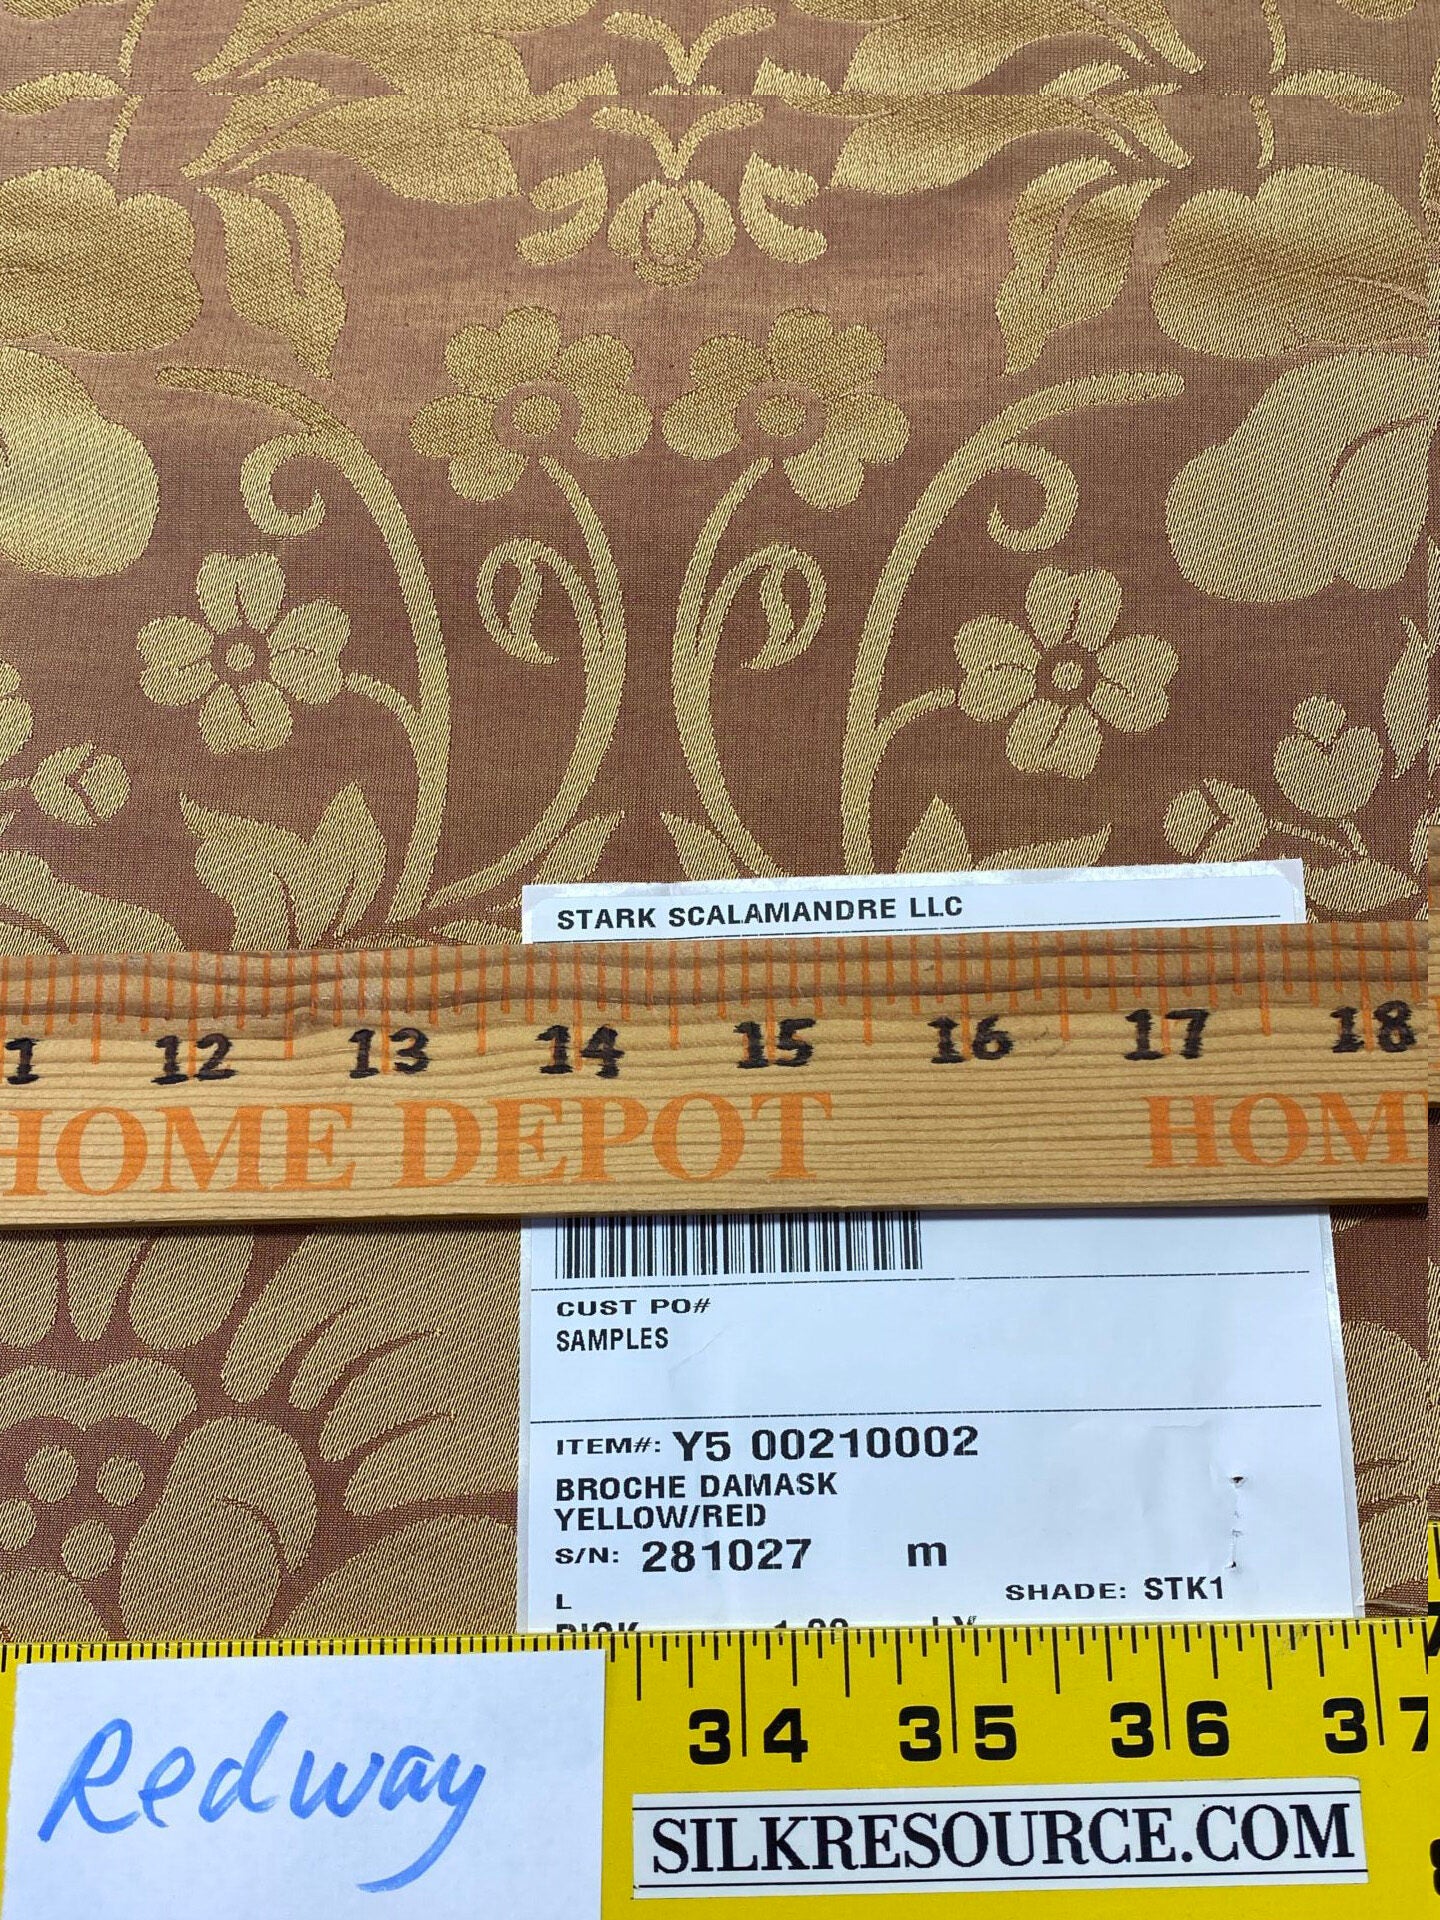 STARK SCALAMANDRE LLC
1 12 13 14 15 16 17 18
HOME DEPOT HOM
CUST PO#
SAMPLES
ITEM#: Y5 00210002
BROCHE DAMASK
YELLOW/RED
S/N: 281027 m
L
SHADE: STK1
34 35 36 37
Redway
SILKRESOURCE.COM